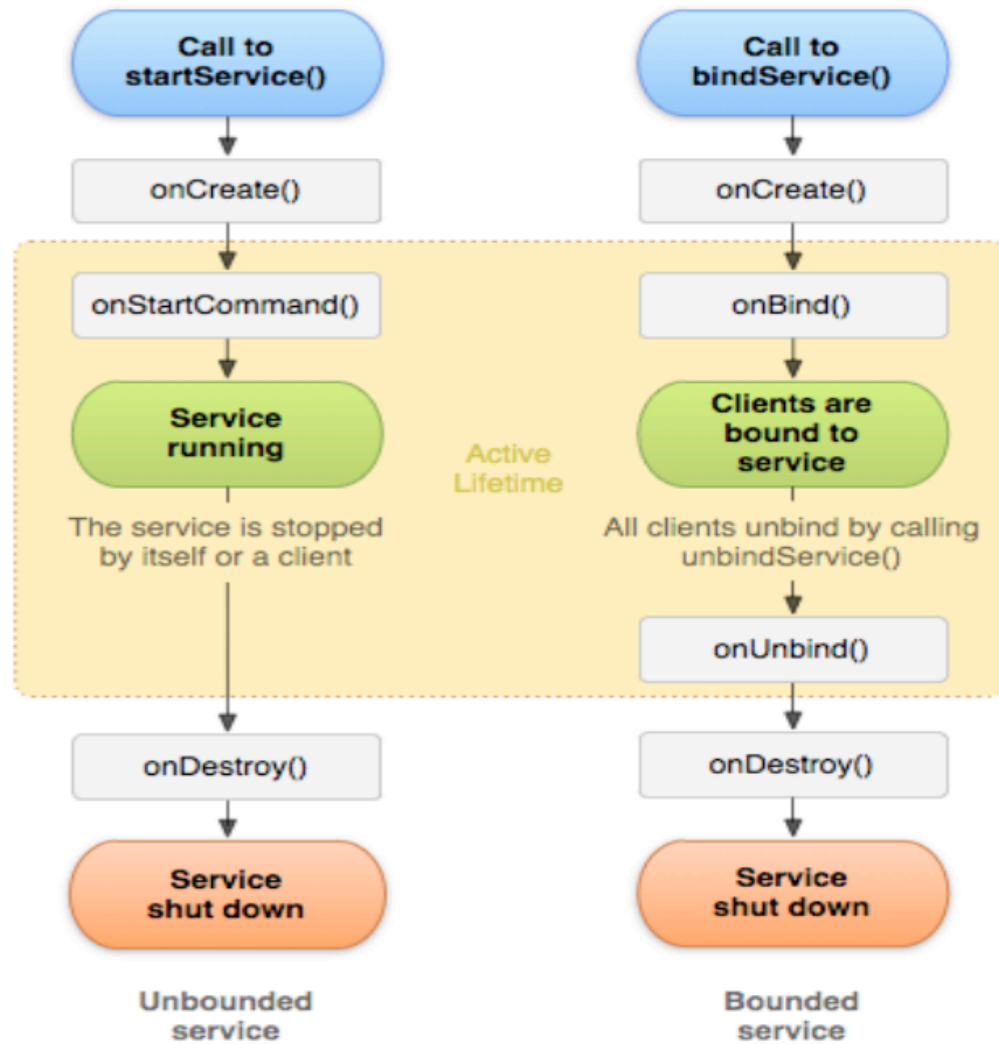 Call to
startService()
onCreate()
onStartCommand()
Service
running
The service is stopped
by itself or a client
onDestroy()
Service
shut down
Unbounded
service
Active
Lifetime
Call to
bindService()
onCreate()
onBind()
Clients are
bound to
service
All clients unbind by calling
unbindService()
onUnbind()
onDestroy()
Service
shut down
Bounded
service